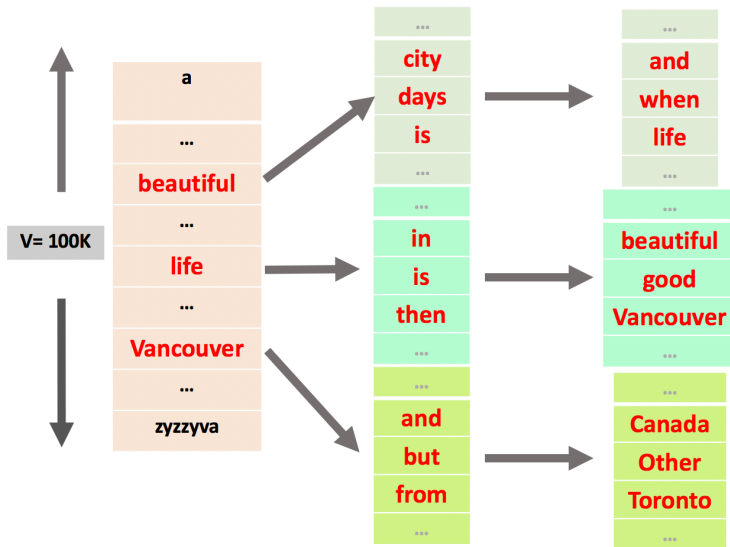 V= 100K
a
...
beautiful
...
life
...
Vancouver
...
zyzzyva
...
city
days
is
...
...
in
is
then
...
...
and
but
from
...
...
and
when
life
...
...
beautiful
good
Vancouver
...
...
Canada
Other
Toronto
...